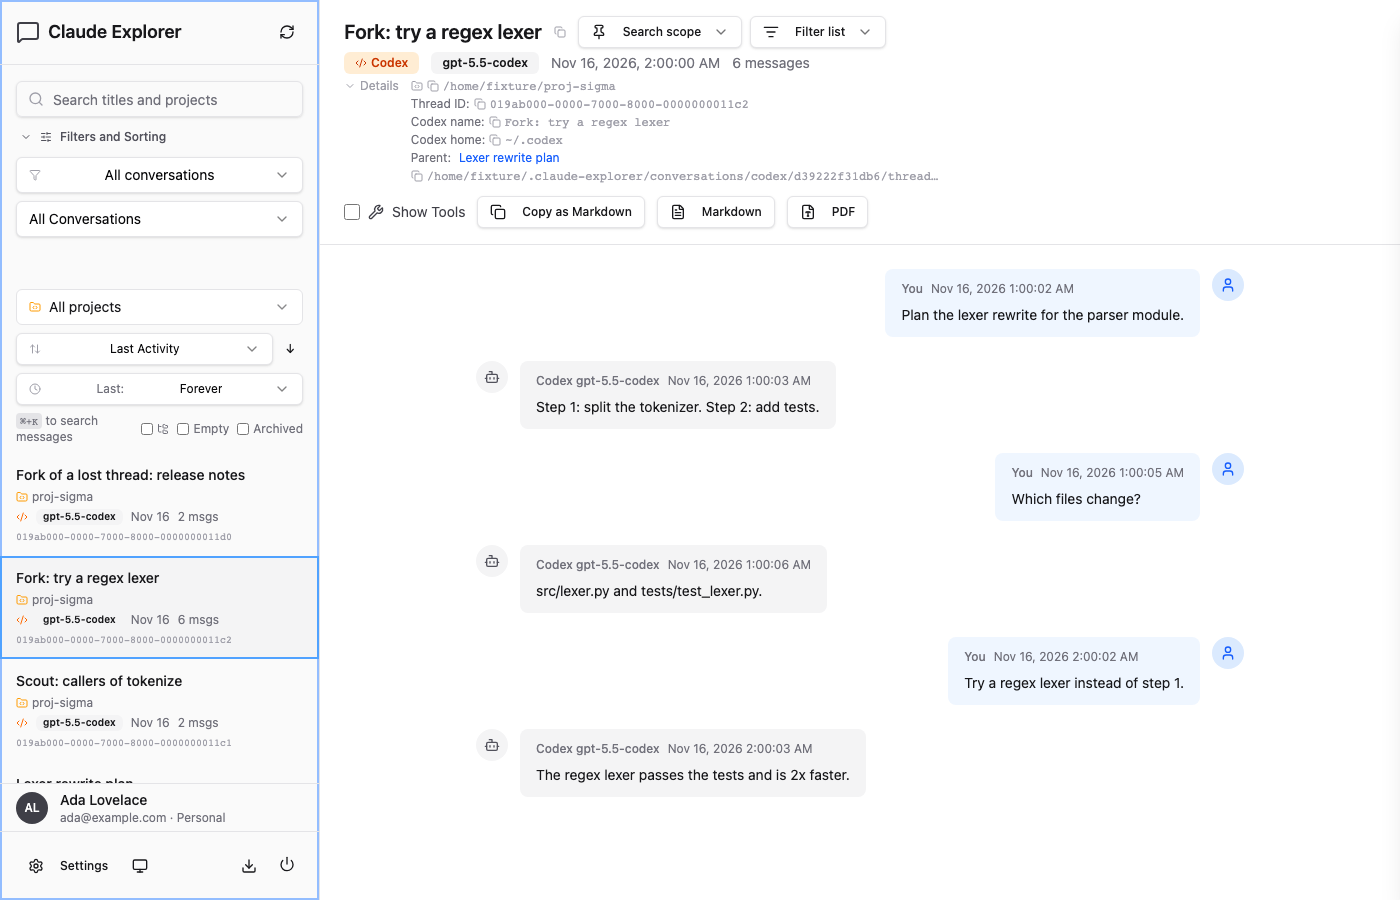 Claude Explorer
Search titles and projects
Filters and Sorting
All conversations
All Conversations
All projects
Last Activity
Last: Forever
⌘+K to search messages
Empty
Archived
Fork of a lost thread: release notes
proj-sigma
gpt-5.5-codex Nov 16 2 msgs
019ab000-0000-7000-8000-0000000011d0
Fork: try a regex lexer
proj-sigma
gpt-5.5-codex Nov 16 6 msgs
019ab000-0000-7000-8000-0000000011c2
Scout: callers of tokenize
proj-sigma
gpt-5.5-codex Nov 16 2 msgs
019ab000-0000-7000-8000-0000000011c1
Lexer rewrite plan
AL
Ada Lovelace
ada@example.com · Personal
Settings
Fork: try a regex lexer
Search scope
Filter list
Codex gpt-5.5-codex Nov 16, 2026, 2:00:00 AM 6 messages
Details /home/fixture/proj-sigma
Thread ID: 019ab000-0000-7000-8000-0000000011c2
Codex name: Fork: try a regex lexer
Codex home: ~/.codex
Parent: Lexer rewrite plan
/home/fixture/.claude-explorer/conversations/codex/d39222f31db6/thread…
Show Tools
Copy as Markdown
Markdown
PDF
You Nov 16, 2026 1:00:02 AM
Plan the lexer rewrite for the parser module.
Codex gpt-5.5-codex Nov 16, 2026 1:00:03 AM
Step 1: split the tokenizer. Step 2: add tests.
You Nov 16, 2026 1:00:05 AM
Which files change?
Codex gpt-5.5-codex Nov 16, 2026 1:00:06 AM
src/lexer.py and tests/test_lexer.py.
You Nov 16, 2026 2:00:02 AM
Try a regex lexer instead of step 1.
Codex gpt-5.5-codex Nov 16, 2026 2:00:03 AM
The regex lexer passes the tests and is 2x faster.